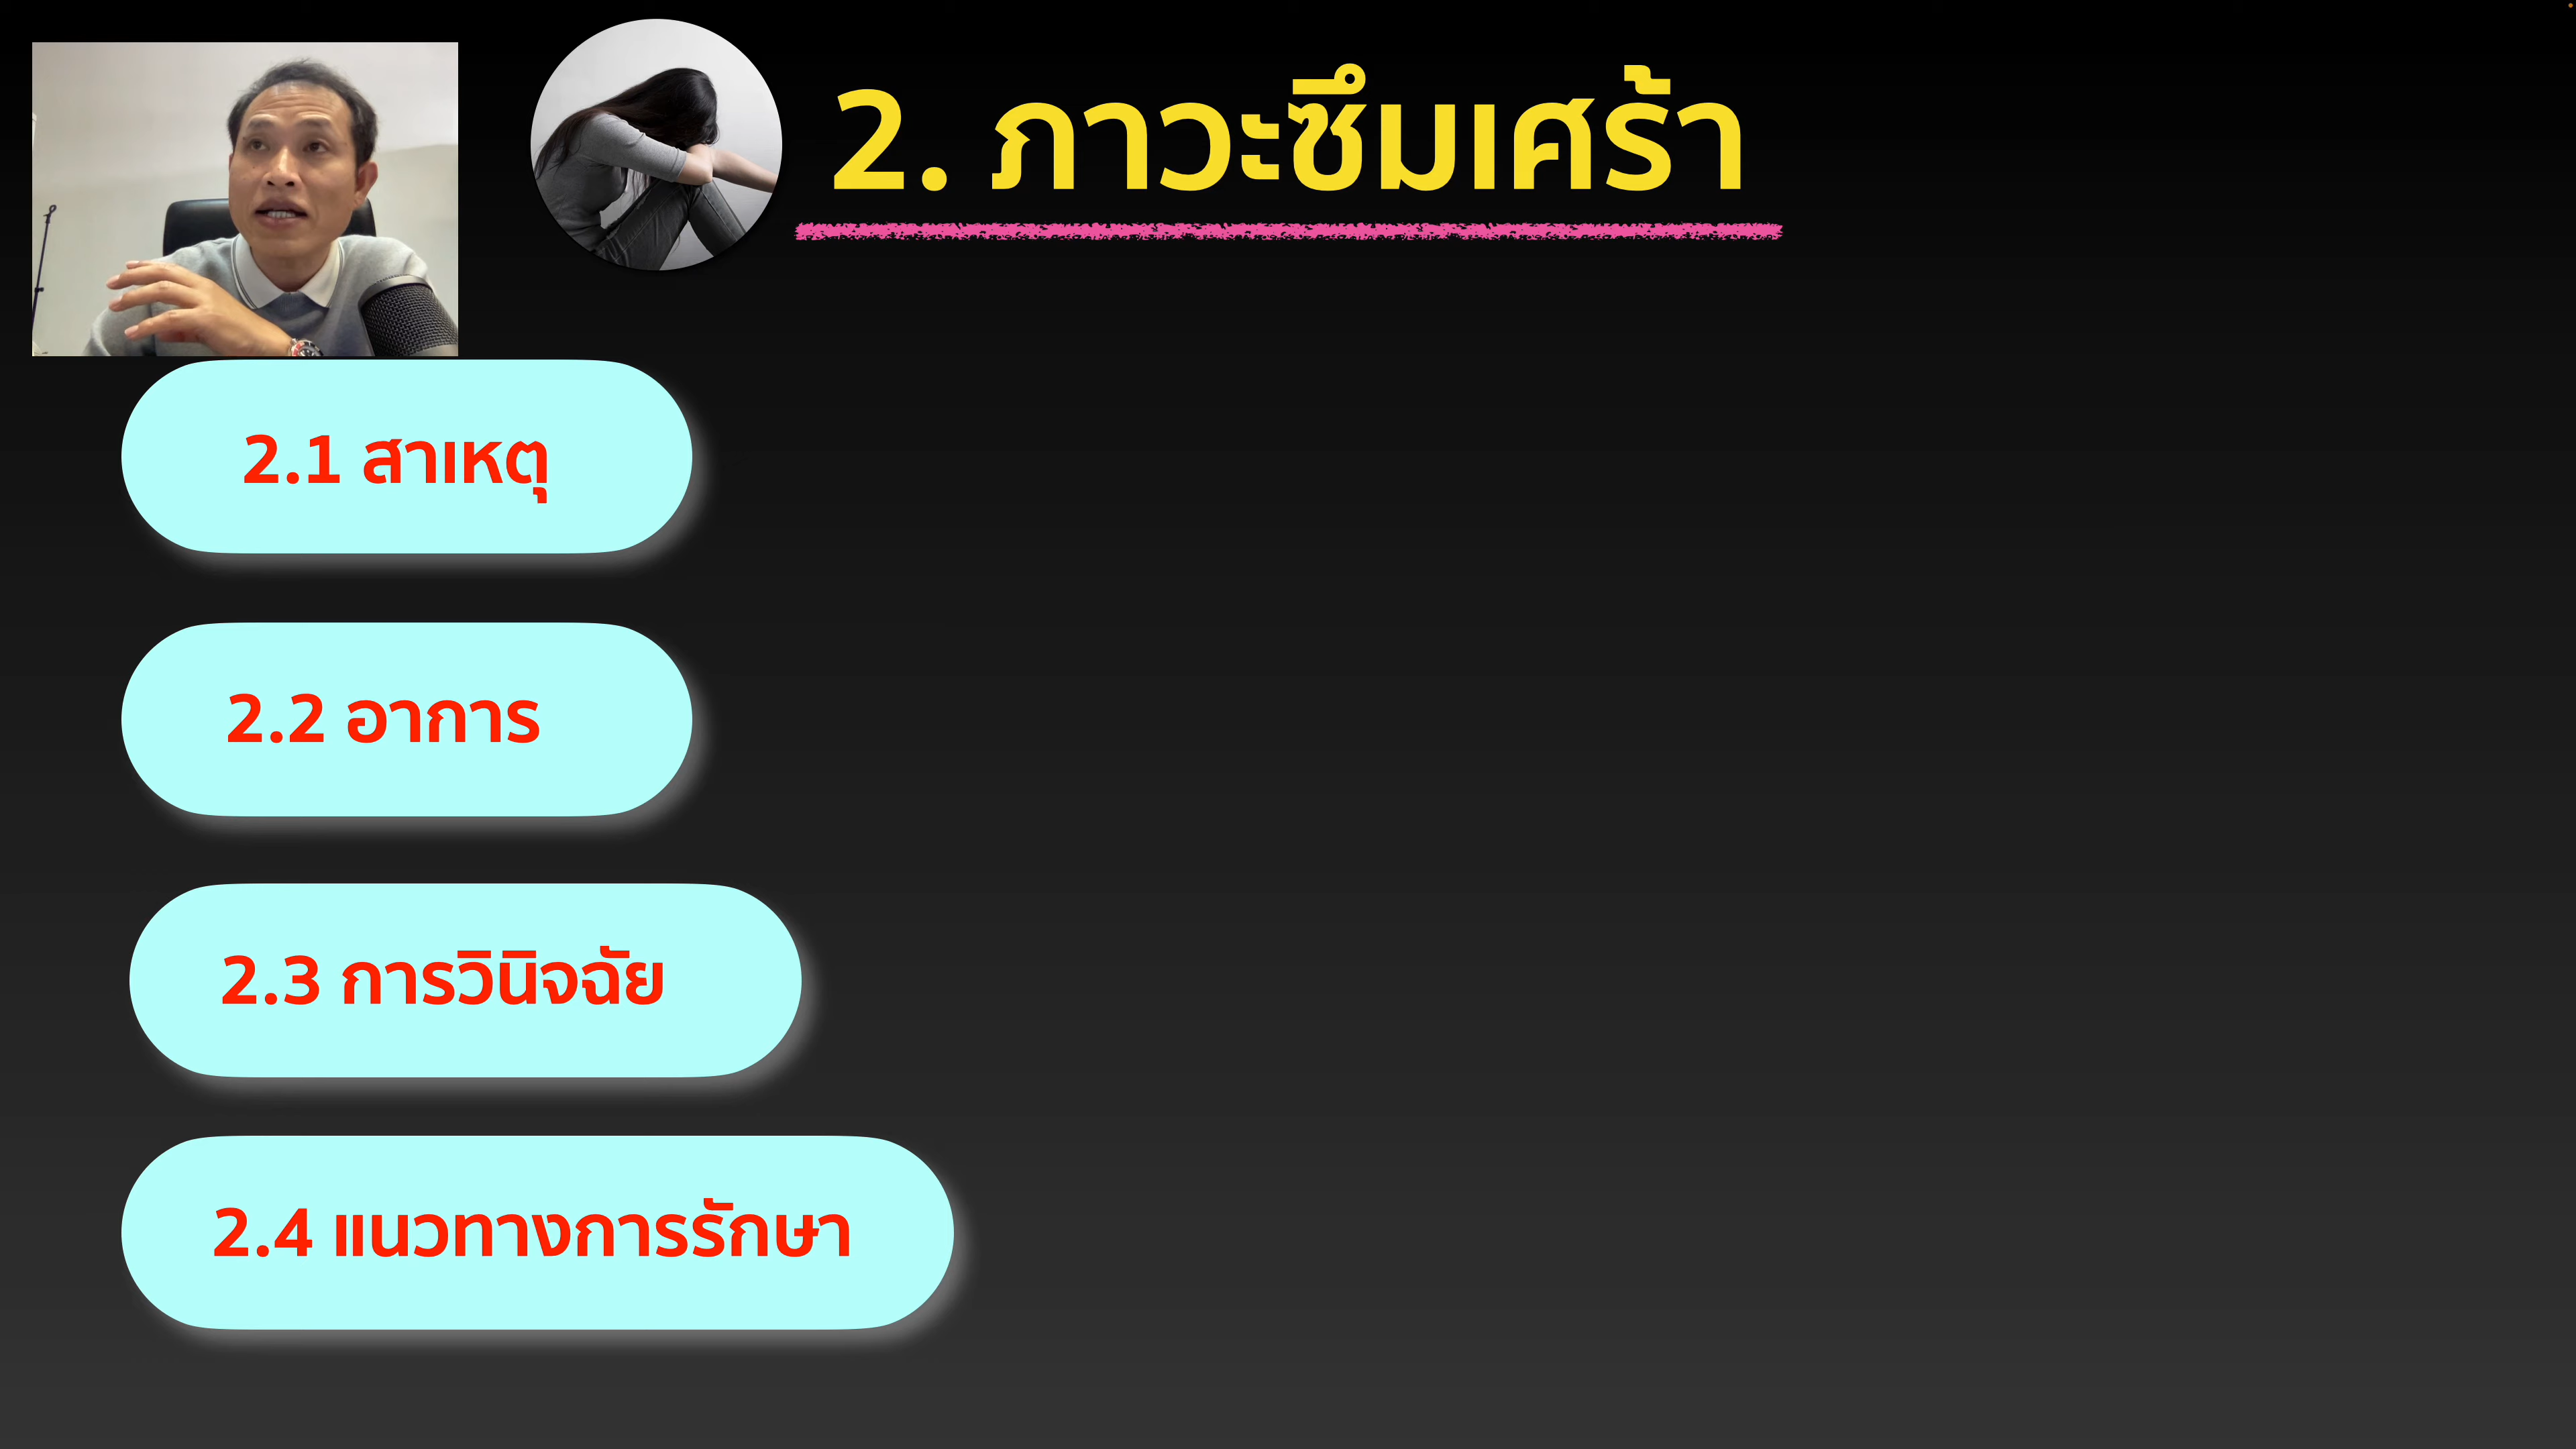 2. ภาวะซึมเศร้า
2.1 สาเหตุ
2.2 อาการ
2.3 การวินิจฉัย
2.4 แนวทางการรักษา